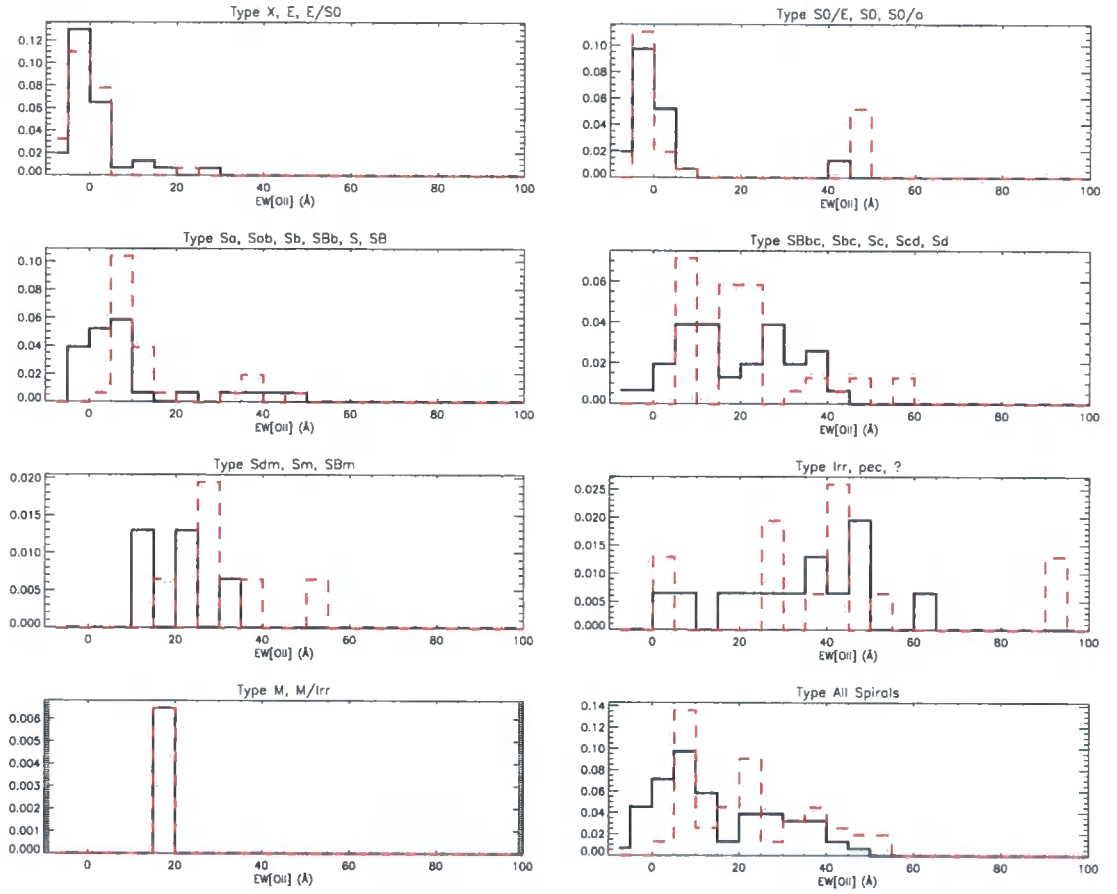 Type X, E, E/S0
0.12
0.10
0.08
0.06
0.04
0.02
0.00
0 20 40 60 80 100
EW[OII] (Å)
Type S0/E, S0, S0/a
0.10
0.08
0.06
0.04
0.02
0.00
0 20 40 60 80 100
EW[OII] (Å)
Type Sa, Sab, Sb, SBb, S, SB
0.10
0.08
0.06
0.04
0.02
0.00
0 20 40 60 80 100
EW[OII] (Å)
Type SBbc, Sbc, Sc, Scd, Sd
0.06
0.04
0.02
0.00
0 20 40 60 80 100
EW[OII] (Å)
Type Sdm, Sm, SBm
0.020
0.015
0.010
0.005
0.000
0 20 40 60 80 100
EW[OII] (Å)
Type Irr, pec, ?
0.025
0.020
0.015
0.010
0.005
0.000
0 20 40 60 80 100
EW[OII] (Å)
Type M, M/Irr
0.006
0.005
0.004
0.003
0.002
0.001
0.000
0 20 40 60 80 100
EW[OII] (Å)
Type All Spirals
0.14
0.12
0.10
0.08
0.06
0.04
0.02
0.00
0 20 40 60 80 100
EW[OII] (Å)